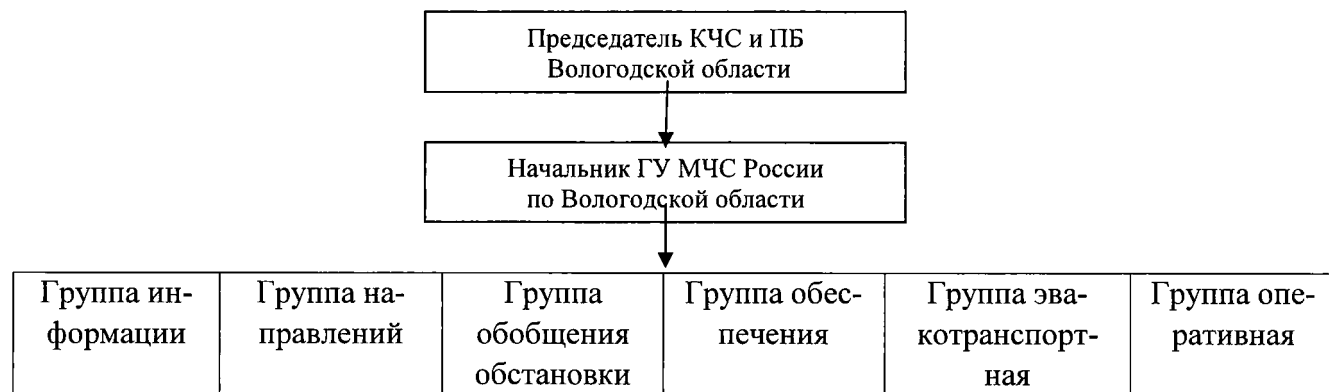 Председатель КЧС и ПБ
Вологодской области
Начальник ГУ МЧС России
по Вологодской области
Группа ин-
формации
Группа на-
правлений
Группа
обобщения
обстановки
Группа обес-
печения
Группа эва-
котранспорт-
ная
Группа опе-
ративная